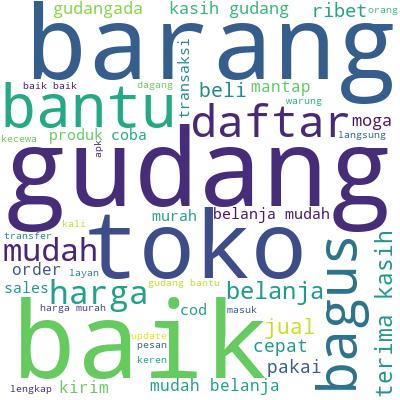 gudangada kasih gudang ribet orang
barang
baik baik dagang transaksi beli mantap
bantu warung
daftar moga
kecewa produk coba apk langsung
gudang
murah belanja mudah
kali
transfer toko
mudah
order layan
gudang bantu
sales harga belanja
bagus
terima kasih
harga murah cod masuk
baik
update jual
pesan cepat
keren pakai
lengkap kirim mudah belanja